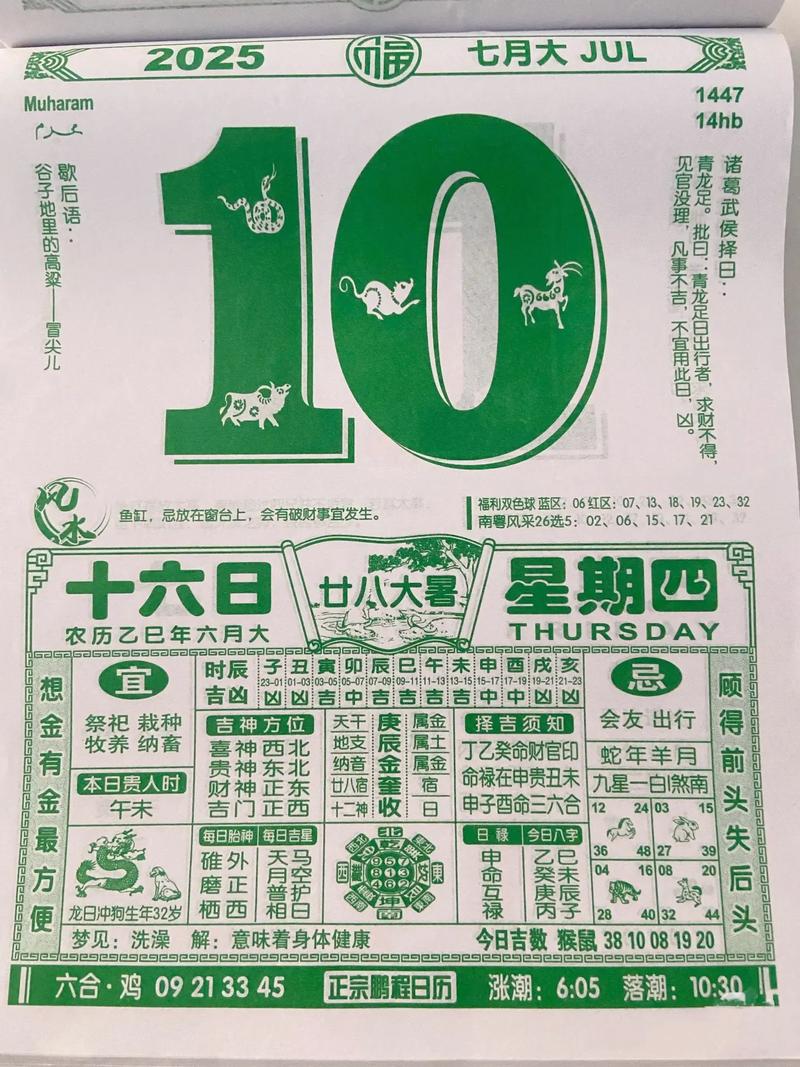 2025
福
七月大 JUL
Muharam
محرم
1447
14hb
歇后语：
谷子地里的高粱——冒尖儿
10
诸葛武侯择日：
青龙足。批曰：青龙足日出行者，求财不得，
见官没理，凡事不吉，不宜用此日，凶。
风水
鱼缸，忌放在窗台上，会有破财事宜发生。
福利双色球 蓝区：06 红区：07、13、18、19、23、32
南粤风采26选5：02、06、15、17、21
十六日
农历乙巳年六月大
廿八大暑
星期四
THURSDAY
想金有金最方便
宜
祭祀 栽种
牧养 纳畜
本日贵人时
午未
龙日冲狗生年32岁
时辰 子 丑 寅 卯 辰 巳 午 未 申 酉 戌 亥
23-01 01-03 03-05 05-07 07-09 09-11 11-13 13-15 15-17 17-19 19-21 21-23
吉凶
吉神方位
喜神西北
贵神东北
财神正东
吉门正西
天干 庚 属金
地支 辰 属土
纳音 金 属金
廿八宿 奎 宿
十二神 收 日
择吉须知
丁乙癸命财官印
命禄在申贵丑未
申子酉命三六合
每日胎神
碓外
磨正
栖西
每日吉星
天马
月空
普护
相日
北
东
西
日禄
申命互禄
今日八字
乙巳
癸未
庚辰
丙子
忌
会友 出行
蛇年羊月
九星一白煞南
12 24 36 48
03 15 27 39
04 16 28 40
08 20 32 44
顾得前头失后头
梦见：洗澡 解：意味着身体健康
今日吉数 猴鼠 38 10 08 19 20
六合·鸡 09 21 33 45
正宗鹏程日历
涨潮：6:05 落潮：10:30